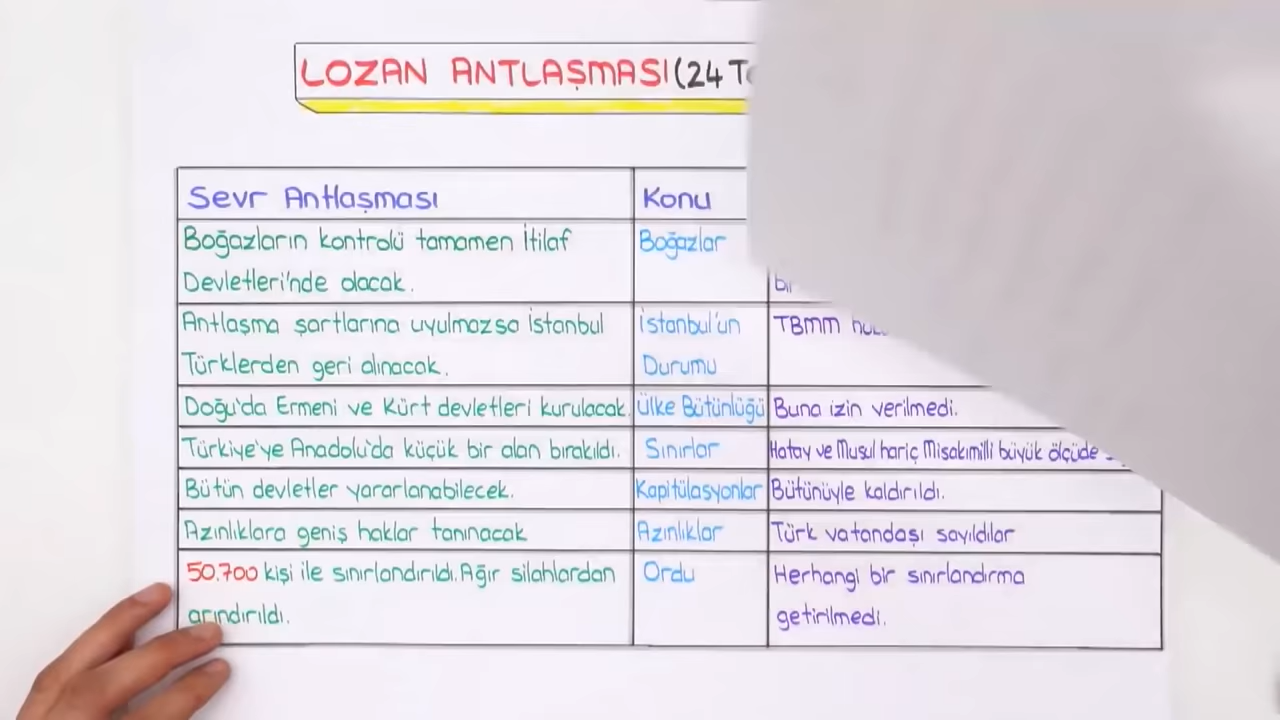 LOZAN ANTLAŞMASI (24
Sevr Antlaşması
Konu
Boğazların kontrolü tamamen İtilaf
Devletleri'nde olacak.
Boğazlar
Antlaşma şartlarına uyulmazsa İstanbul
Türklerden geri alınacak.
İstanbul'un
Durumu
TBMM
Doğu'da Ermeni ve Kürt devletleri kurulacak.
Ülke Bütünlüğü
Buna izin verilmedi.
Türkiye'ye Anadolu'da küçük bir alan bırakıldı.
Sınırlar
Hatay ve Musul hariç Misakımilli büyük ölçüde
Bütün devletler yararlanabilecek.
Kapitülasyonlar
Bütünüyle kaldırıldı.
Azınlıklara geniş haklar tanınacak
Azınlıklar
Türk vatandaşı sayıldılar
50.700 kişi ile sınırlandırıldı. Ağır silahlardan
arındırıldı.
Ordu
Herhangi bir sınırlandırma
getirilmedi.